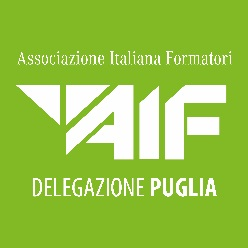 Associazione Italiana Formatori
AIF
DELEGAZIONE PUGLIA